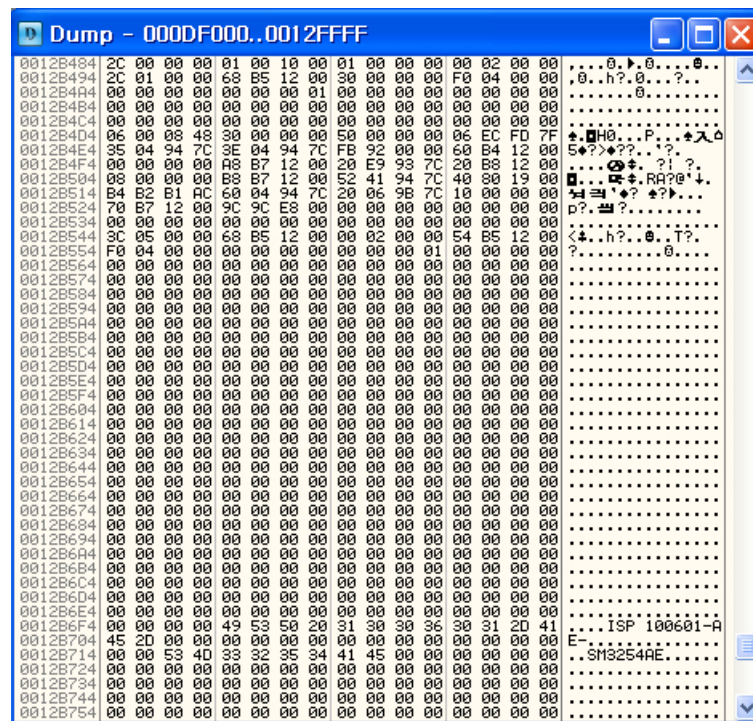 Dump - 000DF000..0012FFFF
0012B484 2C 00 00 00 01 00 10 00 01 00 00 00 00 02 00 00
0012B494 2C 01 00 00 68 B5 12 00 30 00 00 00 F0 04 00 00
0012B4A4 00 00 00 00 00 00 00 00 01 00 00 00 00 00 00 00
0012B4B4 00 00 00 00 00 00 00 00 00 00 00 00 00 00 00 00
0012B4C4 00 00 00 00 00 00 00 00 00 00 00 00 00 00 00 00
0012B4D4 06 00 08 48 30 00 00 00 50 00 00 00 06 EC FD 7F
0012B4E4 35 04 94 7C 3E 04 94 7C FB 92 00 00 60 B4 12 00
0012B4F4 00 00 00 00 A8 B7 12 00 20 E9 93 7C 20 B8 12 00
0012B504 08 00 00 00 B8 B7 12 00 52 41 94 7C 40 80 19 00
0012B514 B4 B2 B1 AC 60 04 94 7C 20 06 9B 7C 10 00 00 00
0012B524 70 B7 12 00 9C 9C E8 00 00 00 00 00 00 00 00 00
0012B534 00 00 00 00 00 00 00 00 00 00 00 00 00 00 00 00
0012B544 3C 05 00 00 68 B5 12 00 00 02 00 00 54 B5 12 00
0012B554 F0 04 00 00 00 00 00 00 00 00 01 00 00 00 00 00
0012B564 00 00 00 00 00 00 00 00 00 00 00 00 00 00 00 00
0012B574 00 00 00 00 00 00 00 00 00 00 00 00 00 00 00 00
0012B584 00 00 00 00 00 00 00 00 00 00 00 00 00 00 00 00
0012B594 00 00 00 00 00 00 00 00 00 00 00 00 00 00 00 00
0012B5A4 00 00 00 00 00 00 00 00 00 00 00 00 00 00 00 00
0012B5B4 00 00 00 00 00 00 00 00 00 00 00 00 00 00 00 00
0012B5C4 00 00 00 00 00 00 00 00 00 00 00 00 00 00 00 00
0012B5D4 00 00 00 00 00 00 00 00 00 00 00 00 00 00 00 00
0012B5E4 00 00 00 00 00 00 00 00 00 00 00 00 00 00 00 00
0012B5F4 00 00 00 00 00 00 00 00 00 00 00 00 00 00 00 00
0012B604 00 00 00 00 00 00 00 00 00 00 00 00 00 00 00 00
0012B614 00 00 00 00 00 00 00 00 00 00 00 00 00 00 00 00
0012B624 00 00 00 00 00 00 00 00 00 00 00 00 00 00 00 00
0012B634 00 00 00 00 00 00 00 00 00 00 00 00 00 00 00 00
0012B644 00 00 00 00 00 00 00 00 00 00 00 00 00 00 00 00
0012B654 00 00 00 00 00 00 00 00 00 00 00 00 00 00 00 00
0012B664 00 00 00 00 00 00 00 00 00 00 00 00 00 00 00 00
0012B674 00 00 00 00 00 00 00 00 00 00 00 00 00 00 00 00
0012B684 00 00 00 00 00 00 00 00 00 00 00 00 00 00 00 00
0012B694 00 00 00 00 00 00 00 00 00 00 00 00 00 00 00 00
0012B6A4 00 00 00 00 00 00 00 00 00 00 00 00 00 00 00 00
0012B6B4 00 00 00 00 00 00 00 00 00 00 00 00 00 00 00 00
0012B6C4 00 00 00 00 00 00 00 00 00 00 00 00 00 00 00 00
0012B6D4 00 00 00 00 00 00 00 00 00 00 00 00 00 00 00 00
0012B6E4 00 00 00 00 00 00 00 00 00 00 00 00 00 00 00 00
0012B6F4 00 00 00 00 49 53 50 20 31 30 30 36 30 31 2D 41 ....ISP 100601-A
0012B704 45 2D 00 00 00 00 00 00 00 00 00 00 00 00 00 00 E-..............
0012B714 00 00 53 4D 33 32 35 34 41 45 00 00 00 00 00 00 ..SM3254AE......
0012B724 00 00 00 00 00 00 00 00 00 00 00 00 00 00 00 00
0012B734 00 00 00 00 00 00 00 00 00 00 00 00 00 00 00 00
0012B744 00 00 00 00 00 00 00 00 00 00 00 00 00 00 00 00
0012B754 00 00 00 00 00 00 00 00 00 00 00 00 00 00 00 00